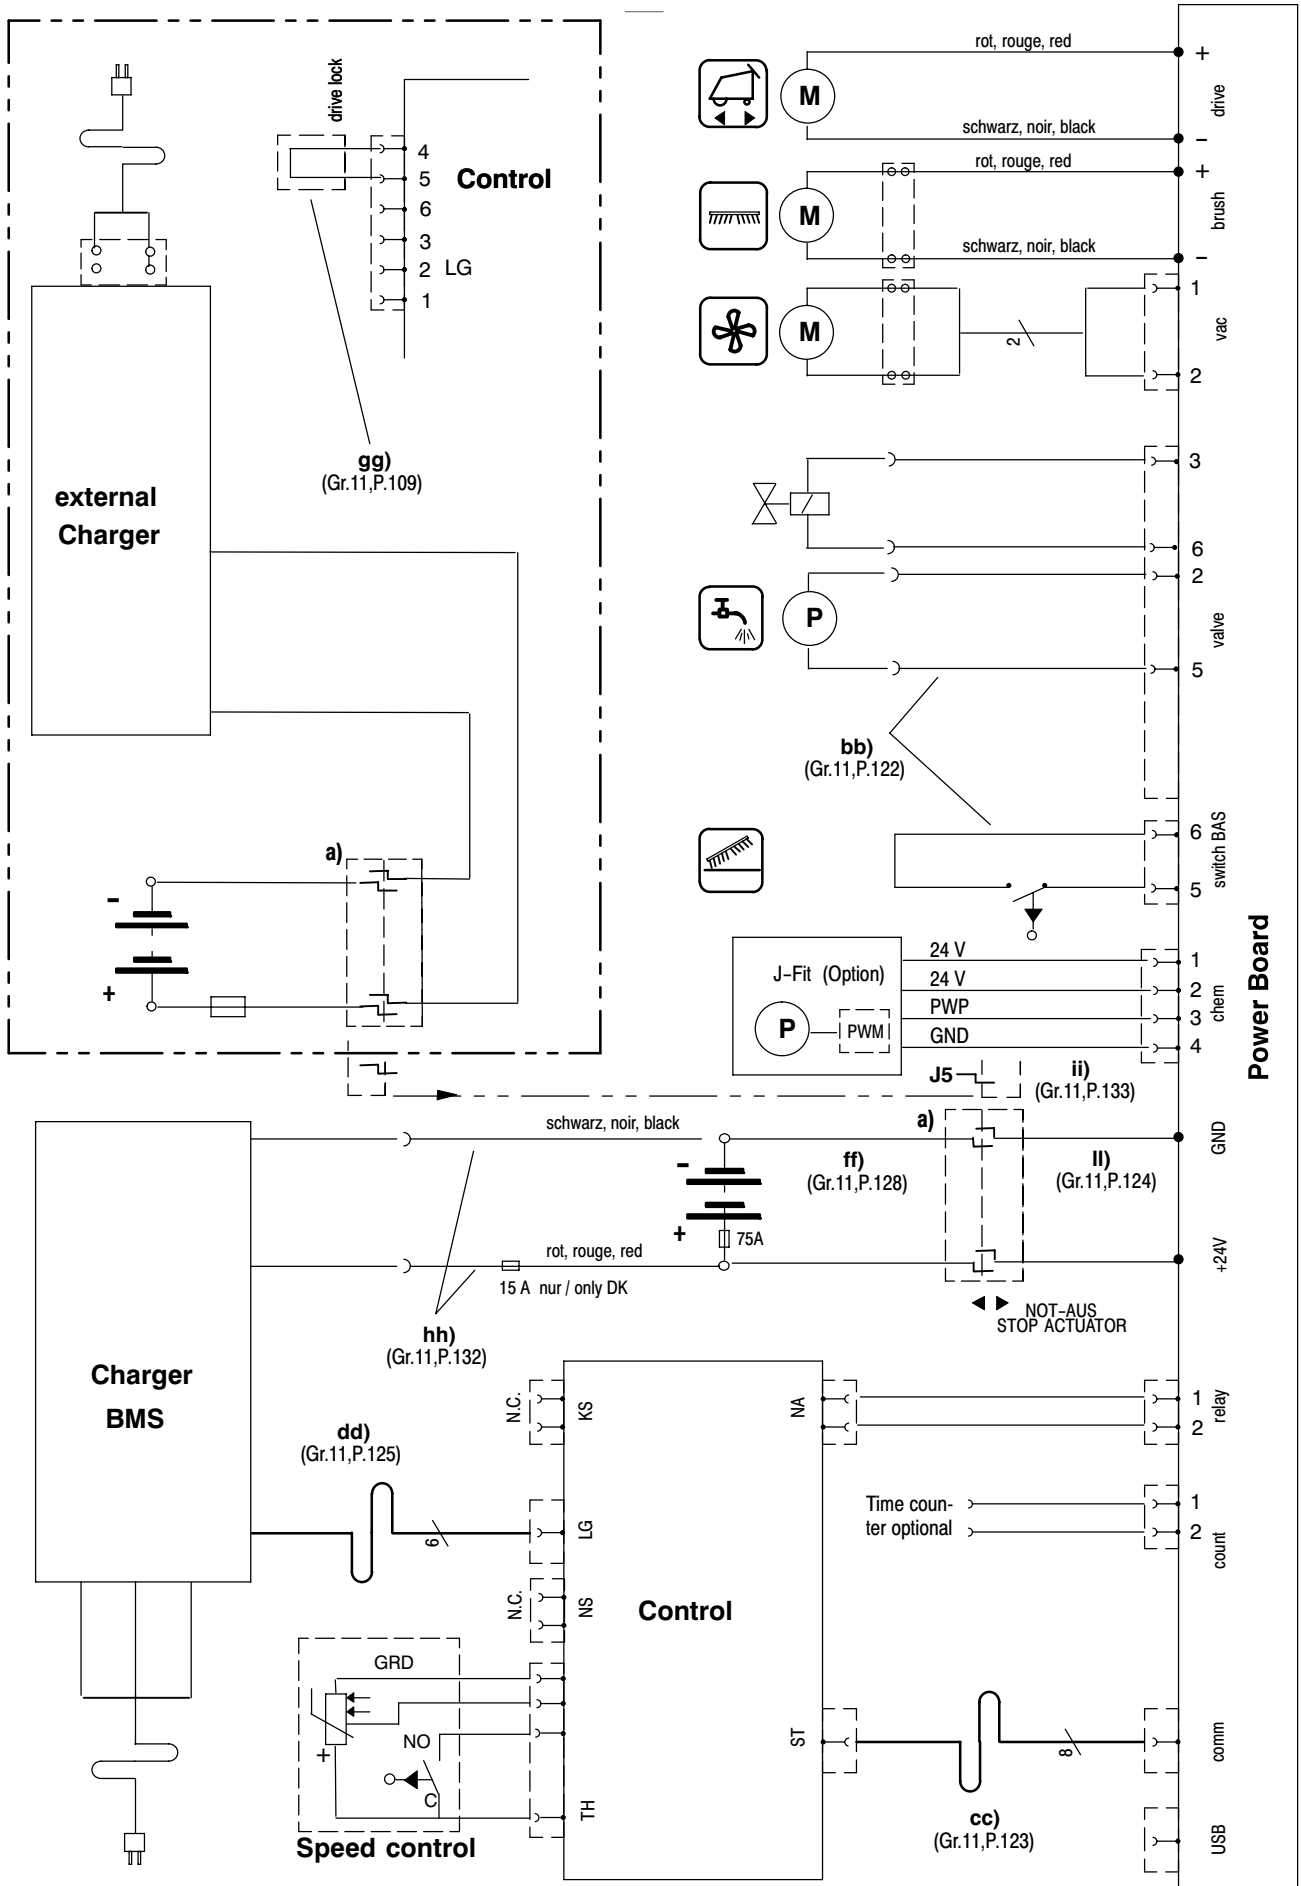 drive lock
4
5
6
3
2 LG
1
Control
gg)
(Gr.11,P.109)
external
Charger
a)
-
+
rot, rouge, red
M
schwarz, noir, black
+
drive
-
rot, rouge, red
M
schwarz, noir, black
+
brush
-
M
2
1
vac
2
3
6
2
P
valve
5
bb)
(Gr.11,P.122)
6
switch BAS
5
J-Fit (Option)
P
PWM
24 V
24 V
PWP
GND
1
2
3
4
chem
Power Board
J5
ii)
(Gr.11,P.133)
schwarz, noir, black
a)
GND
-
ff)
(Gr.11,P.128)
ll)
(Gr.11,P.124)
+
75A
rot, rouge, red
15 A nur / only DK
+24V
NOT-AUS
STOP ACTUATOR
hh)
(Gr.11,P.132)
Charger
BMS
dd)
(Gr.11,P.125)
6
N.C.
KS
NA
1
2
relay
LG
Time coun-
ter optional
1
2
count
N.C.
NS
Control
GRD
+
NO
C
TH
Speed control
ST
8
comm
cc)
(Gr.11,P.123)
USB